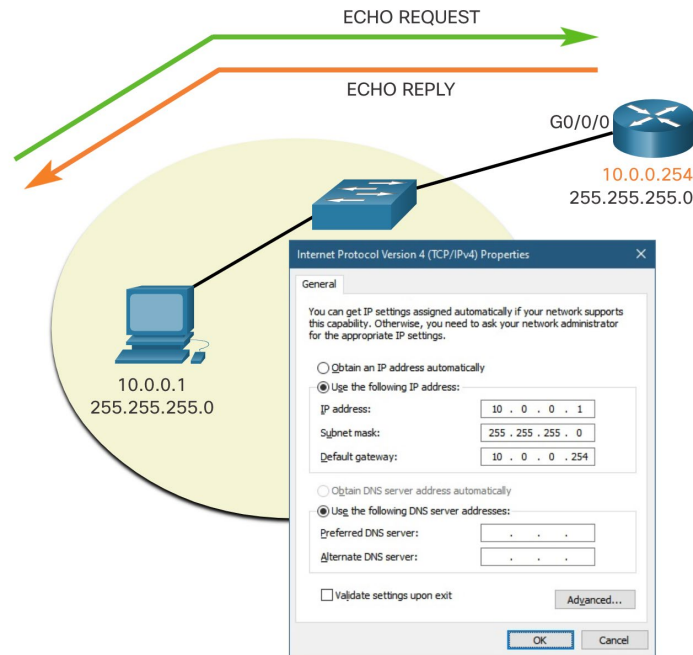 ECHO REQUEST
ECHO REPLY
G0/0/0
10.0.0.254
255.255.255.0
10.0.0.1
255.255.255.0
Internet Protocol Version 4 (TCP/IPv4) Properties
General
You can get IP settings assigned automatically if your network supports
this capability. Otherwise, you need to ask your network administrator
for the appropriate IP settings.
Obtain an IP address automatically
Use the following IP address:
IP address: 10 . 0 . 0 . 1
Subnet mask: 255 . 255 . 255 . 0
Default gateway: 10 . 0 . 0 . 254
Obtain DNS server address automatically
Use the following DNS server addresses:
Preferred DNS server: . . .
Alternate DNS server: . . .
Validate settings upon exit
Advanced...
OK Cancel